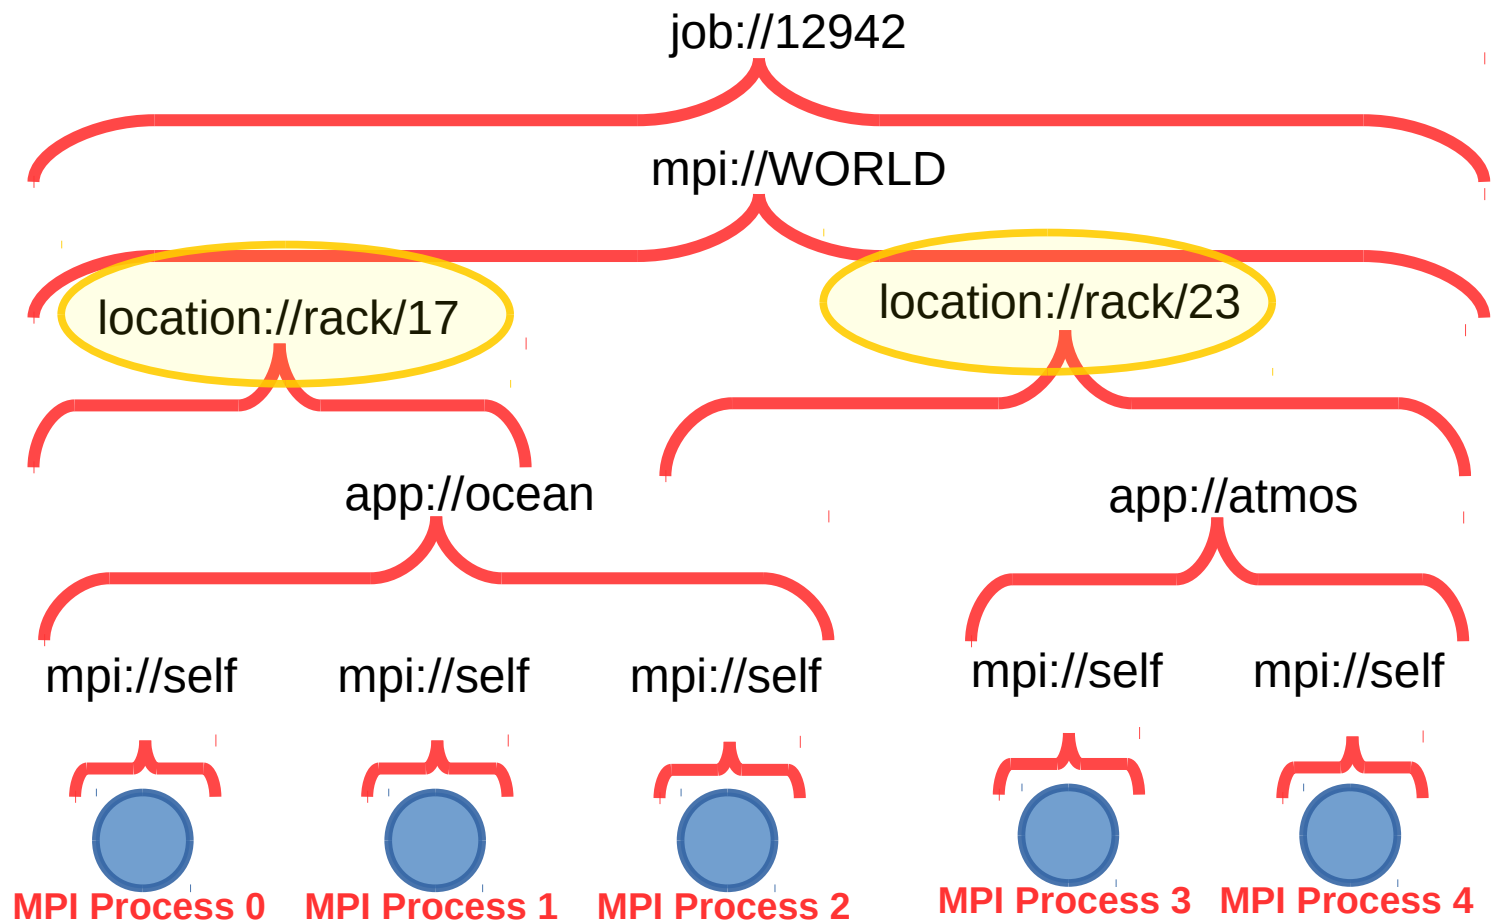 job://12942
mpi://WORLD
location://rack/17
location://rack/23
app://ocean
app://atmos
mpi://self
mpi://self
mpi://self
mpi://self
mpi://self
MPI Process 0
MPI Process 1
MPI Process 2
MPI Process 3
MPI Process 4